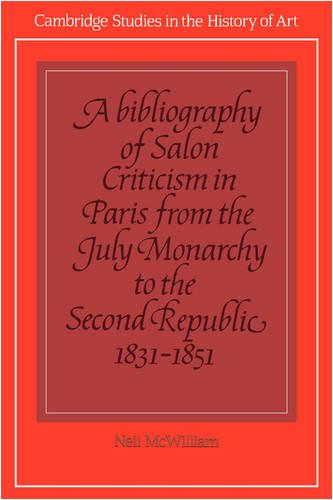 Cambridge Studies in the History of Art
A bibliography
of Salon
Criticism in
Paris from the
July Monarchy
to the
Second Republic
1831-1851
Neil McWilliam